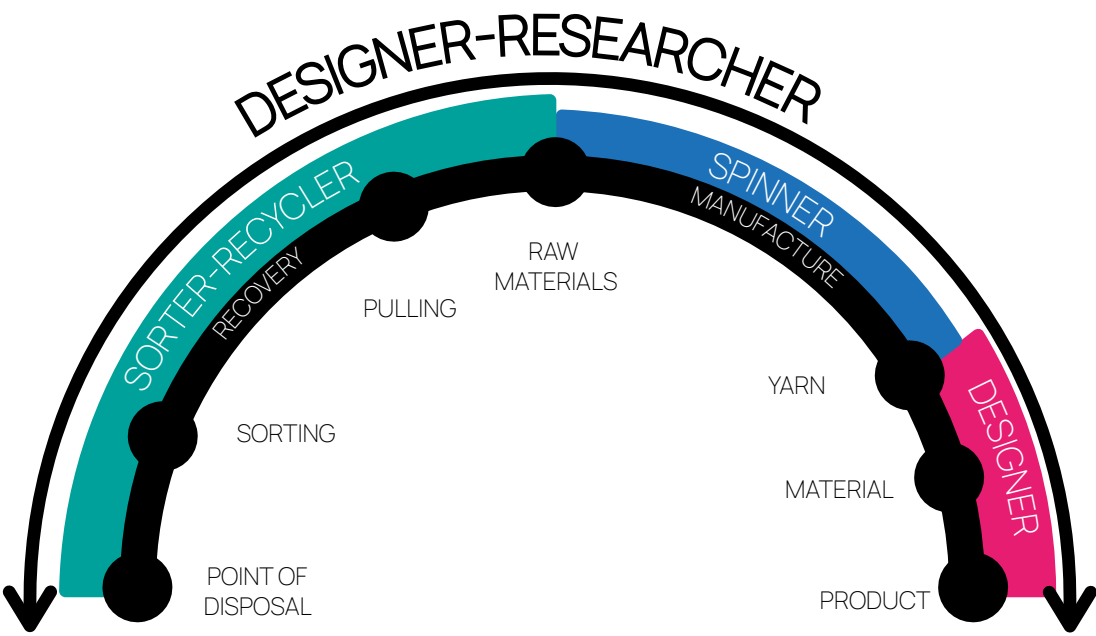 DESIGNER-RESEARCHER
SORTER-RECYCLER
RECOVERY
SPINNER
MANUFACTURE
DESIGNER
RAW
MATERIALS
PULLING
SORTING
POINT OF
DISPOSAL
YARN
MATERIAL
PRODUCT